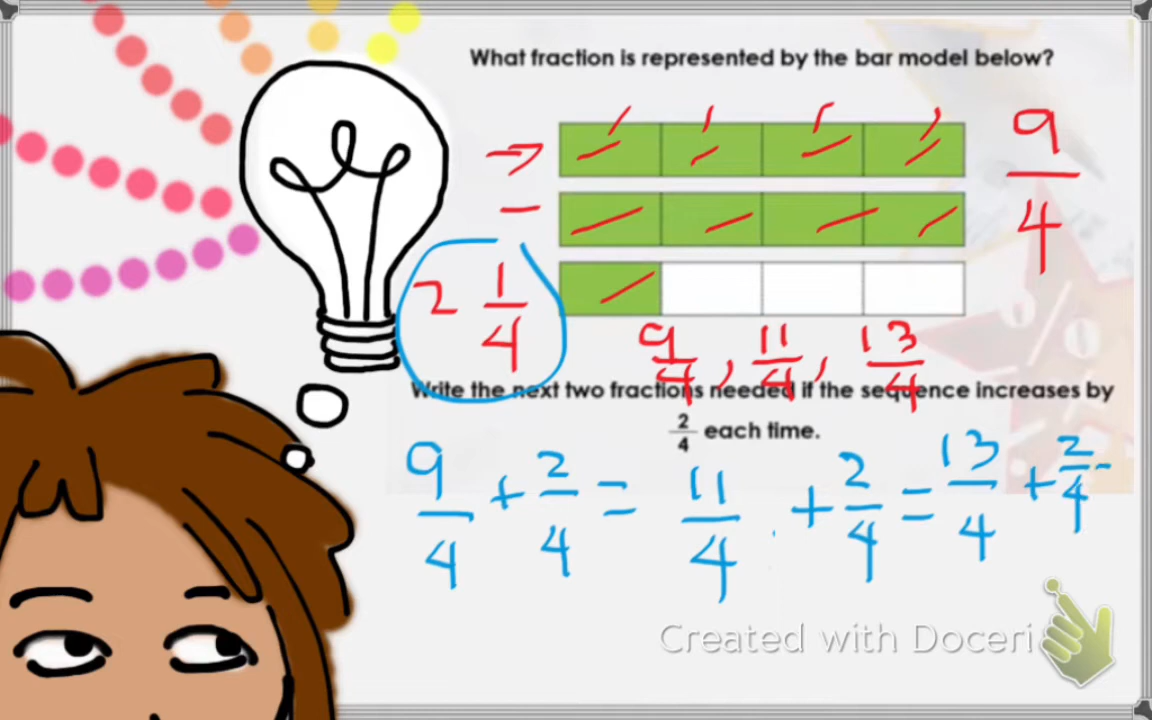 What fraction is represented by the bar model below?
9/4
2 1/4
9/4, 11/4, 13/4
Write the next two fractions needed if the sequence increases by
2/4 each time.
9/4 + 2/4 = 11/4 + 2/4 = 13/4 + 2/4 =
Created with Doceri